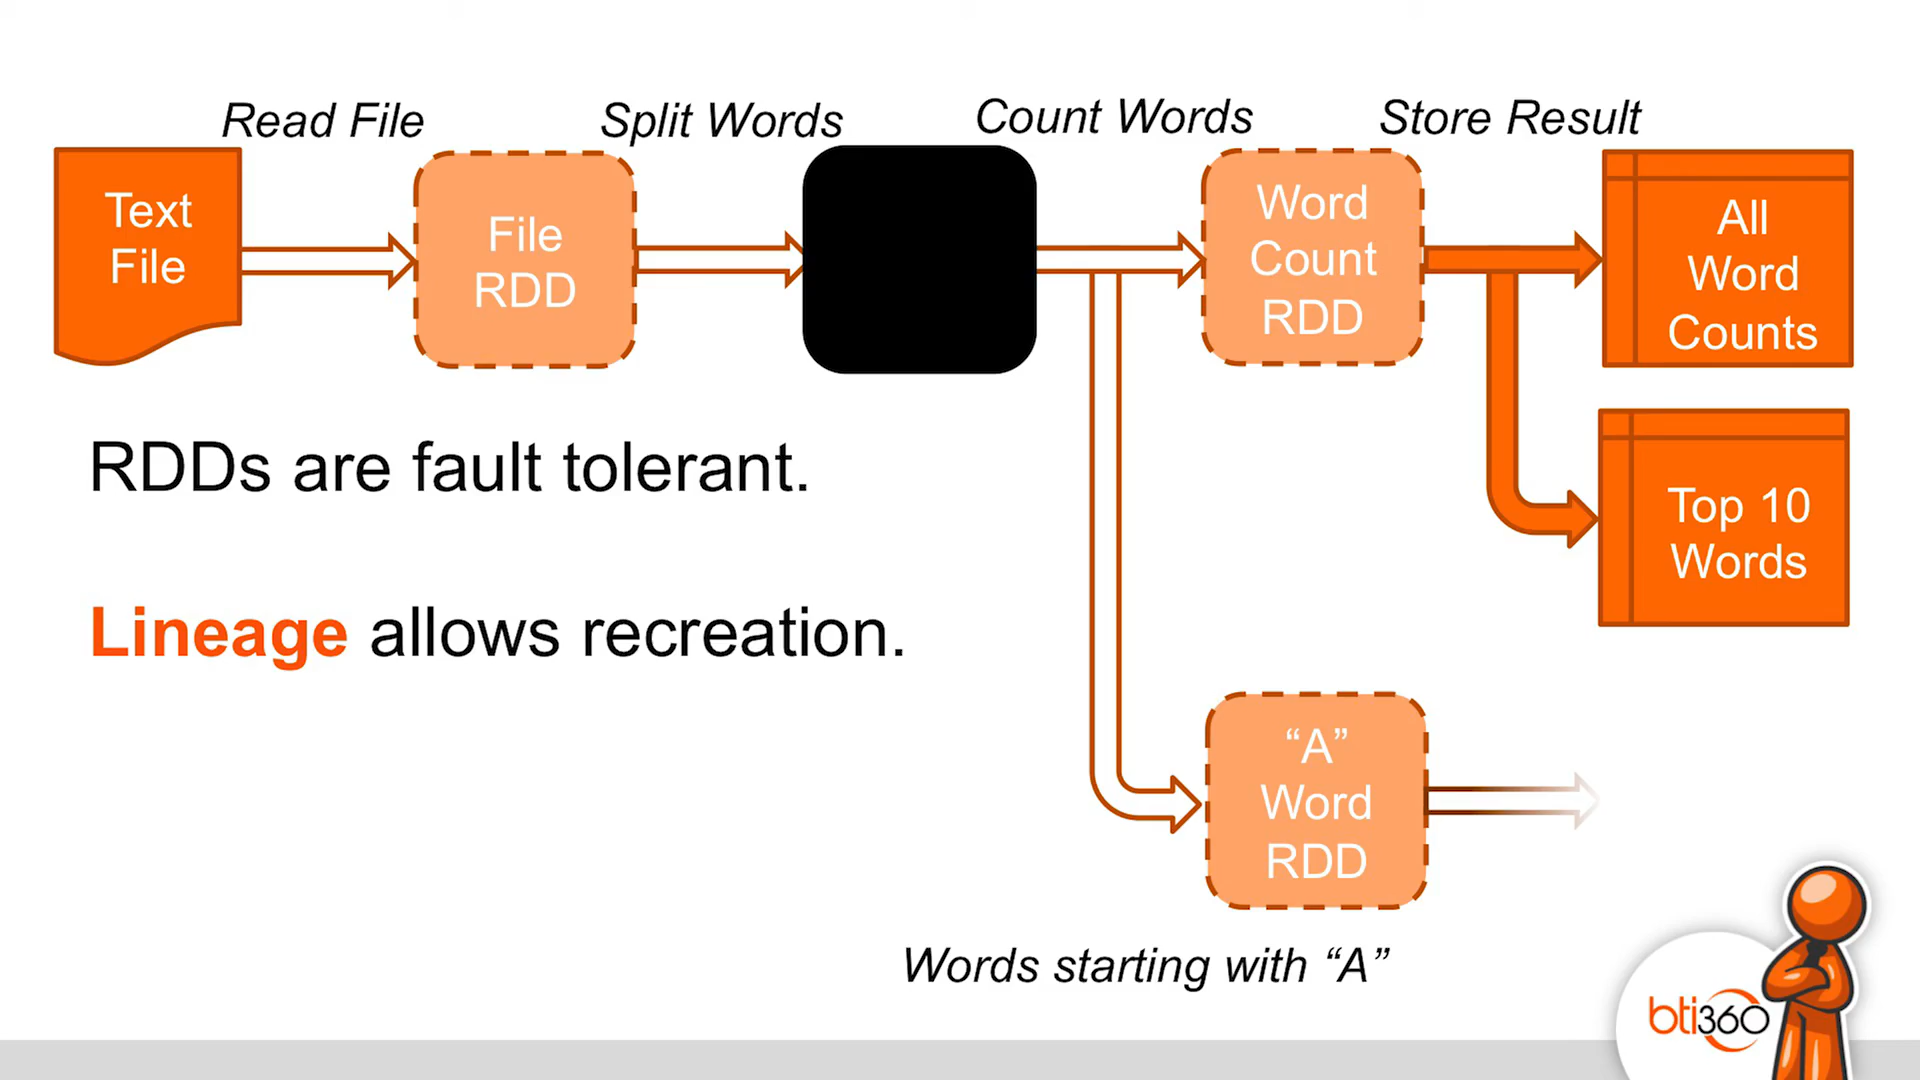 Read File
Split Words
Count Words
Store Result
Text
File
File
RDD
Word
Count
RDD
All
Word
Counts
RDDs are fault tolerant.
Top 10
Words
Lineage allows recreation.
“A”
Word
RDD
Words starting with “A”
bti360